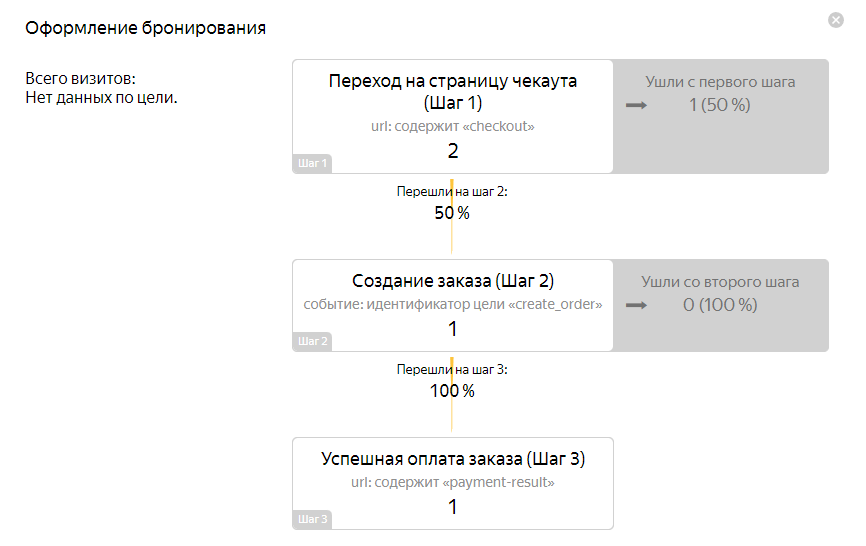 Оформление бронирования
Всего визитов:
Нет данных по цели.
Переход на страницу чекаута
(Шаг 1)
url: содержит «checkout»
2
Шаг 1
Ушли с первого шага
1 (50 %)
Перешли на шаг 2:
50 %
Создание заказа (Шаг 2)
событие: идентификатор цели «create_order»
1
Шаг 2
Ушли со второго шага
0 (100 %)
Перешли на шаг 3:
100 %
Успешная оплата заказа (Шаг 3)
url: содержит «payment-result»
1
Шаг 3